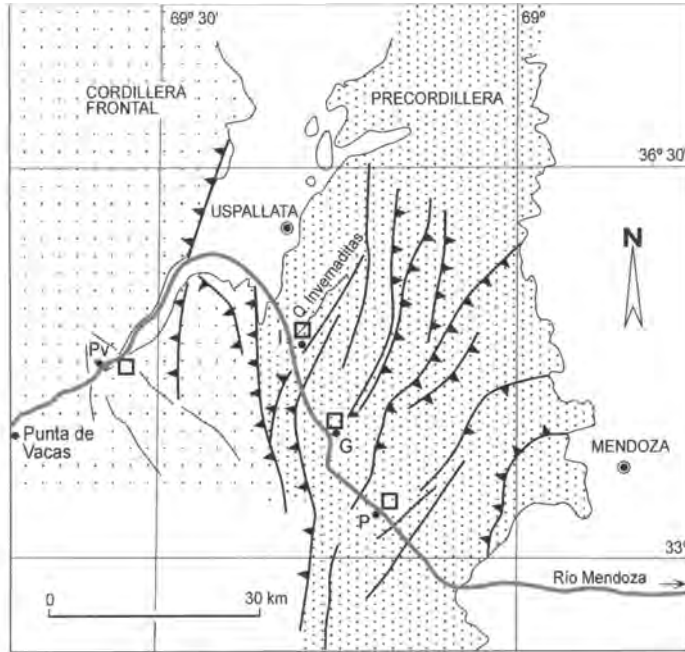 69º 30'
69º
CORDILLERA
FRONTAL
PRECORDILLERA
36º 30'
USPALLATA
N
Q. Invernaditas
Pv
Punta de
Vacas
G
MENDOZA
P
33º
Río Mendoza
0
30 km